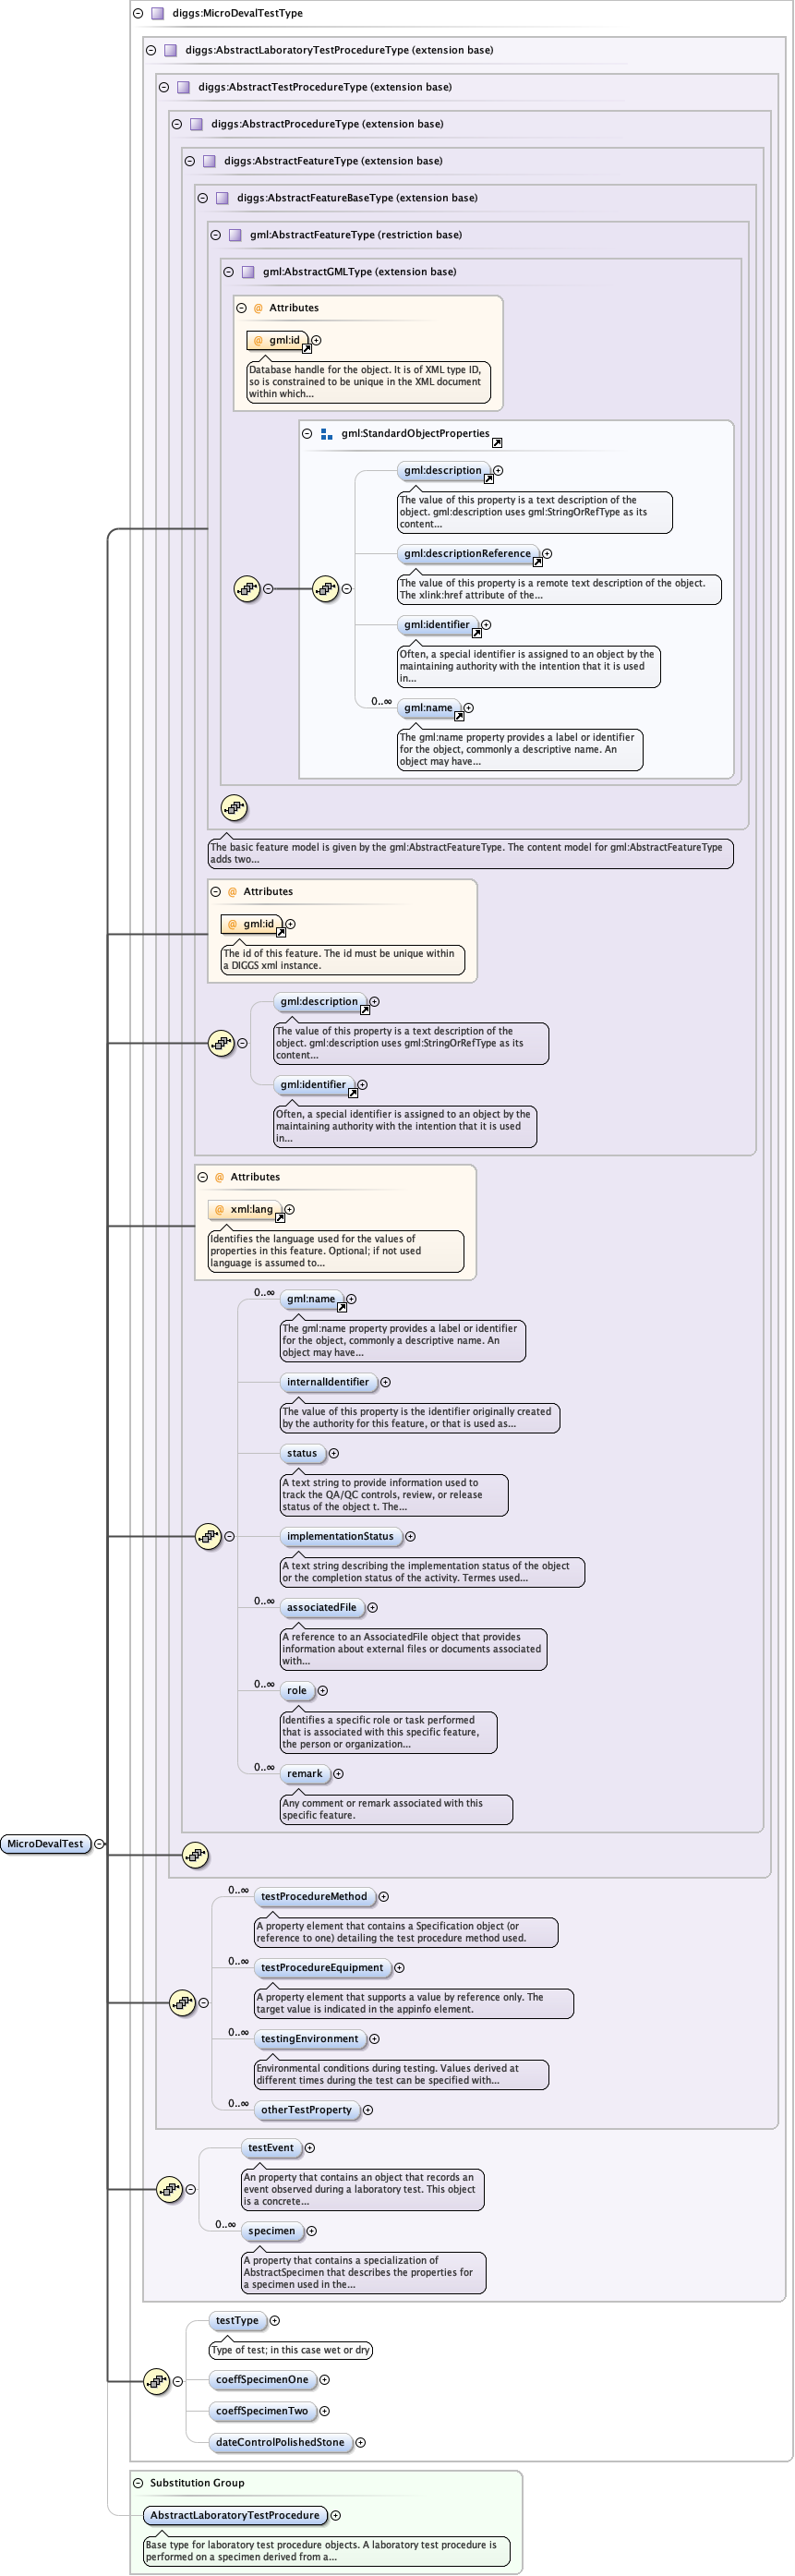 diggs:MicroDevalTestType
diggs:AbstractLaboratoryTestProcedureType (extension base)
diggs:AbstractTestProcedureType (extension base)
diggs:AbstractProcedureType (extension base)
diggs:AbstractFeatureType (extension base)
diggs:AbstractFeatureBaseType (extension base)
gml:AbstractFeatureType (restriction base)
gml:AbstractGMLType (extension base)
@ Attributes
@ gml:id
Database handle for the object. It is of XML type ID,
so is constrained to be unique in the XML document
within which...
gml:StandardObjectProperties
gml:description
The value of this property is a text description of the
object. gml:description uses gml:StringOrRefType as its
content...
gml:descriptionReference
The value of this property is a remote text description of the object.
The xlink:href attribute of the...
gml:identifier
Often, a special identifier is assigned to an object by the
maintaining authority with the intention that it is used
in...
0..∞
gml:name
The gml:name property provides a label or identifier
for the object, commonly a descriptive name. An
object may have...
The basic feature model is given by the gml:AbstractFeatureType. The content model for gml:AbstractFeatureType
adds two...
@ Attributes
@ gml:id
The id of this feature. The id must be unique within
a DIGGS xml instance.
gml:description
The value of this property is a text description of the
object. gml:description uses gml:StringOrRefType as its
content...
gml:identifier
Often, a special identifier is assigned to an object by the
maintaining authority with the intention that it is used
in...
@ Attributes
@ xml:lang
Identifies the language used for the values of
properties in this feature. Optional; if not used
language is assumed to...
0..∞
gml:name
The gml:name property provides a label or identifier
for the object, commonly a descriptive name. An
object may have...
internalIdentifier
The value of this property is the identifier originally created
by the authority for this feature, or that is used as...
status
A text string to provide information used to
track the QA/QC controls, review, or release
status of the object t. The...
implementationStatus
A text string describing the implementation status of the object
or the completion status of the activity. Termes used...
0..∞
associatedFile
A reference to an AssociatedFile object that provides
information about external files or documents associated
with...
0..∞
role
Identifies a specific role or task performed
that is associated with this specific feature,
the person or organization...
0..∞
remark
Any comment or remark associated with this
specific feature.
MicroDevalTest
0..∞
testProcedureMethod
A property element that contains a Specification object (or
reference to one) detailing the test procedure method used.
0..∞
testProcedureEquipment
A property element that supports a value by reference only. The
target value is indicated in the appinfo element.
0..∞
testingEnvironment
Environmental conditions during testing. Values derived at
different times during the test can be specified with...
0..∞
otherTestProperty
testEvent
An property that contains an object that records an
event observed during a laboratory test. This object
is a concrete...
0..∞
specimen
A property that contains a specialization of
AbstractSpecimen that describes the properties for
a specimen used in the...
testType
Type of test; in this case wet or dry
coeffSpecimenOne
coeffSpecimenTwo
dateControlPolishedStone
Substitution Group
AbstractLaboratoryTestProcedure
Base type for laboratory test procedure objects. A laboratory test procedure is
performed on a specimen derived from a...